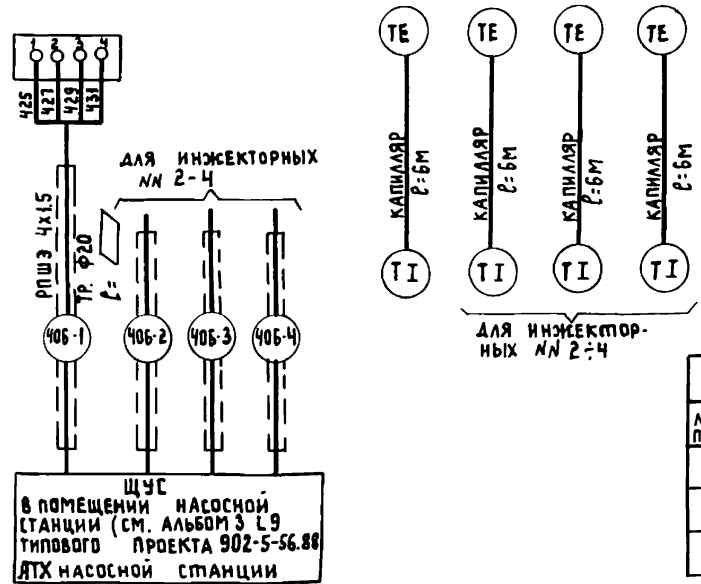 1 2 3 4
425 427 429 431
РПШЭ 4х1.5
ТР. Ф20
ℓ=
ДЛЯ ИНЖЕКТОРНЫХ
NN 2-4
40Б-1 40Б-2 40Б-3 40Б-4
ЩУС
В ПОМЕЩЕНИИ НАСОСНОЙ
СТАНЦИИ (СМ. АЛЬБОМ 3 L9
ТИПОВОГО ПРОЕКТА 902-5-56.88
АТХ НАСОСНОЙ СТАНЦИИ
TE TE TE TE
КАПИЛЛЯР
ℓ=6М
КАПИЛЛЯР
ℓ=6М
КАПИЛЛЯР
ℓ=6М
КАПИЛЛЯР
ℓ=6М
TI TI TI TI
ДЛЯ ИНЖЕКТОР-
НЫХ NN 2÷4